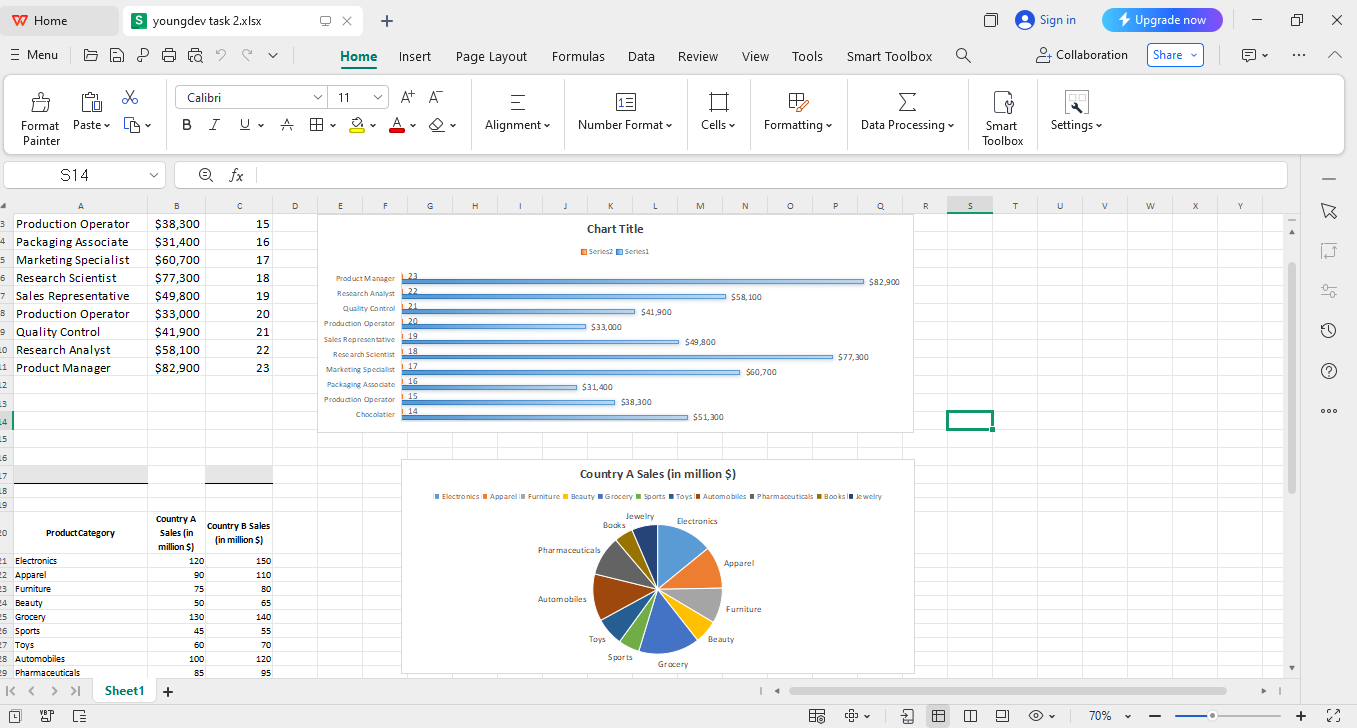 Home
S youngdev task 2.xlsx
Sign in
Upgrade now
Menu
Home Insert Page Layout Formulas Data Review View Tools Smart Toolbox
Collaboration
Share
Format Painter
Paste
Calibri 11 A+ A-
B I U A A
Alignment
Number Format
Cells
Formatting
Data Processing
Smart Toolbox
Settings
S14
fx
A B C D E F G H I J K L M N O P Q R S T U V W X Y
3 Production Operator $38,300 15
4 Packaging Associate $31,400 16
5 Marketing Specialist $60,700 17
6 Research Scientist $77,300 18
7 Sales Representative $49,800 19
8 Production Operator $33,000 20
9 Quality Control $41,900 21
10 Research Analyst $58,100 22
11 Product Manager $82,900 23
12
13
14
15
16
17
18
19
Chart Title
Series2 Series1
Product Manager 23 $82,900
Research Analyst 22 $58,100
Quality Control 21 $41,900
Production Operator 20 $33,000
Sales Representative 19 $49,800
Research Scientist 18 $77,300
Marketing Specialist 17 $60,700
Packaging Associate 16 $31,400
Production Operator 15 $38,300
Chocolatier 14 $51,300
20 Product Category Country A Sales (in million $) Country B Sales (in million $)
21 Electronics 120 150
22 Apparel 90 110
23 Furniture 75 80
24 Beauty 50 65
25 Grocery 130 140
26 Sports 45 55
27 Toys 60 70
28 Automobiles 100 120
29 Pharmaceuticals 85 95
Country A Sales (in million $)
Electronics Apparel Furniture Beauty Grocery Sports Toys Automobiles Pharmaceuticals Books Jewelry
Jewelry
Electronics
Books
Pharmaceuticals
Apparel
Automobiles
Furniture
Toys
Beauty
Sports
Grocery
Sheet1
70%